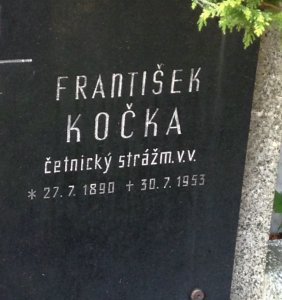 FRANTIŠEK
KOČKA
četnický strážm.v.v.
* 27.7.1890 + 30.7.1953